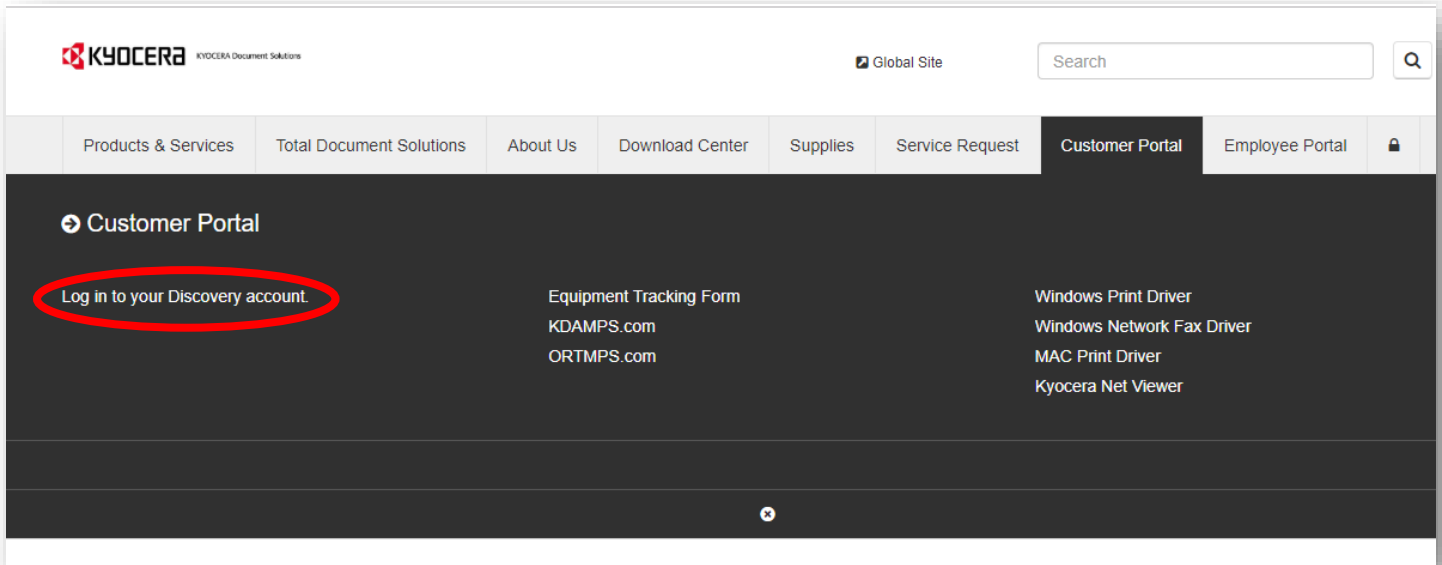 KYOCERA KYOCERA Document Solutions
Global Site
Search
Products & Services Total Document Solutions About Us Download Center Supplies Service Request Customer Portal Employee Portal
Customer Portal
Log in to your Discovery account.
Equipment Tracking Form
KDAMPS.com
ORTMPS.com
Windows Print Driver
Windows Network Fax Driver
MAC Print Driver
Kyocera Net Viewer